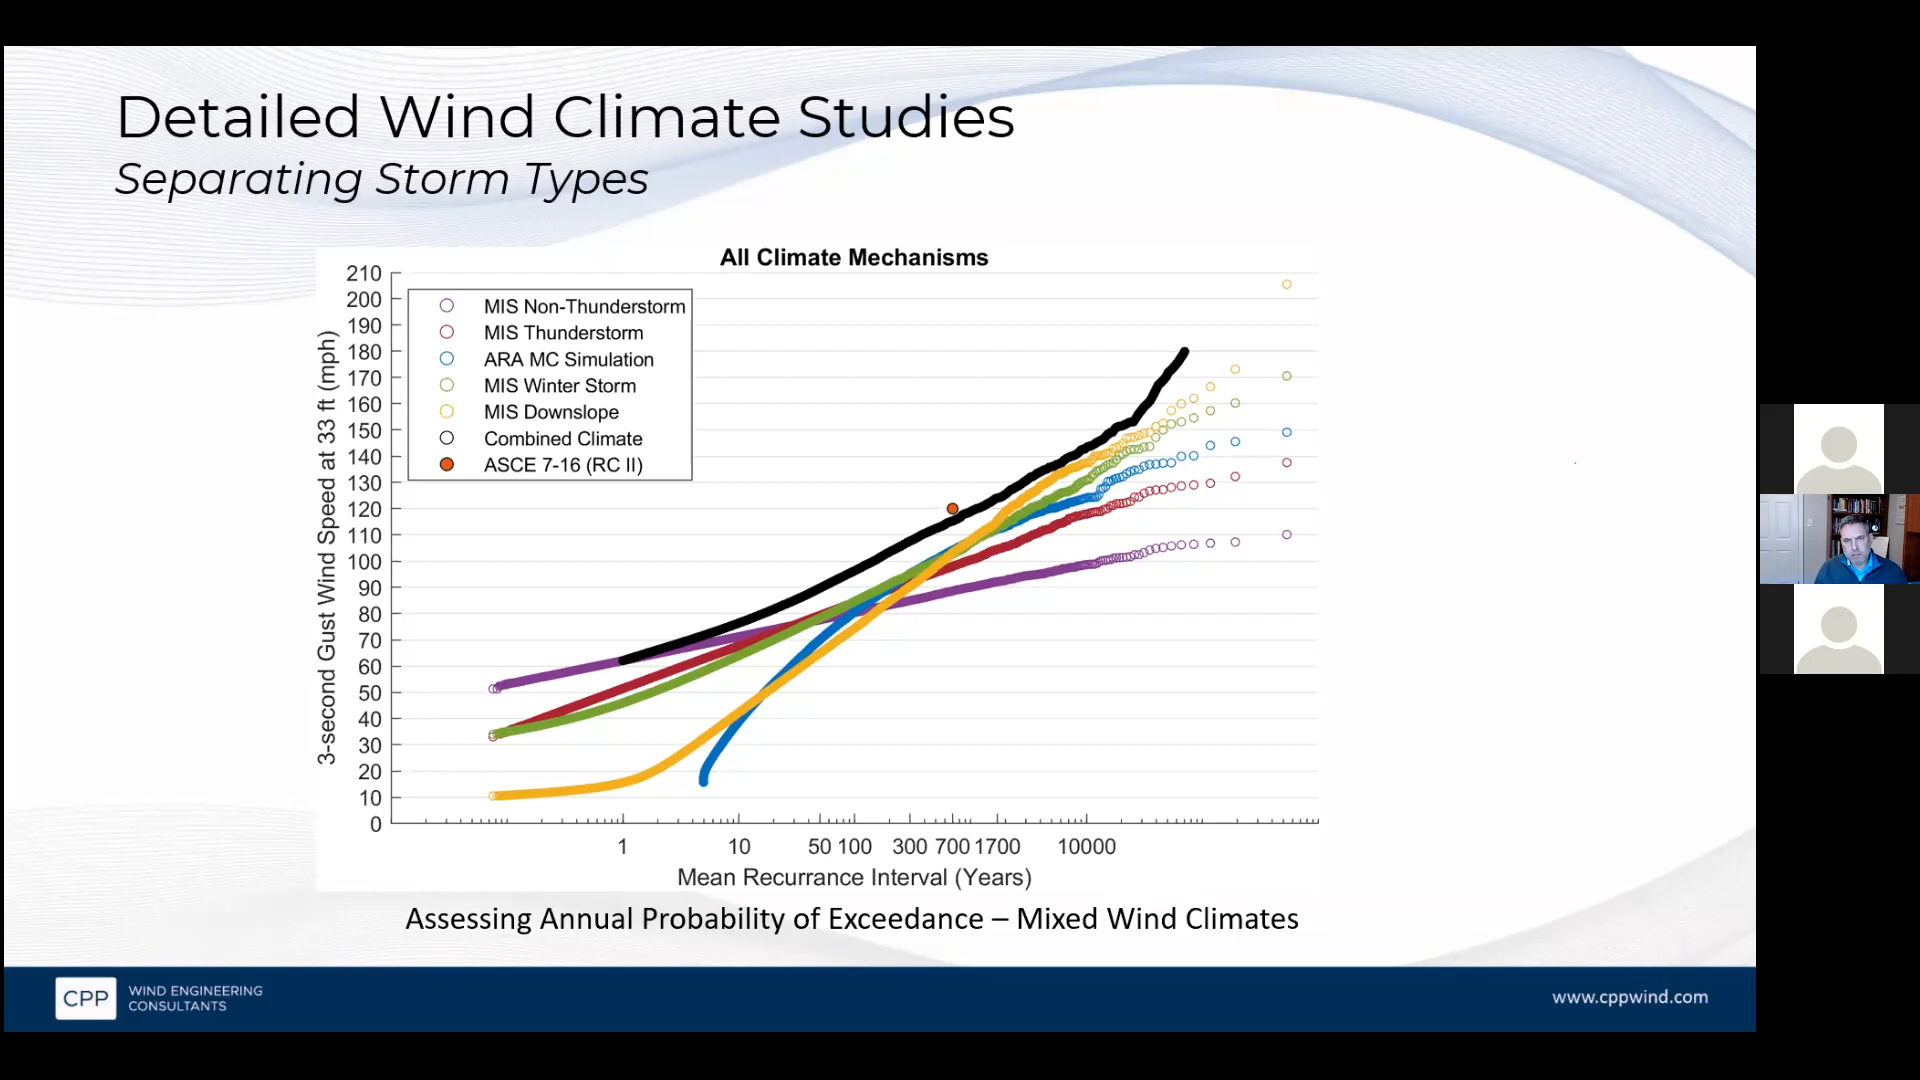 Detailed Wind Climate Studies
Separating Storm Types
All Climate Mechanisms
210
200
190
180
170
160
150
140
130
120
110
100
90
80
70
60
50
40
30
20
10
0
3-second Gust Wind Speed at 33 ft (mph)
MIS Non-Thunderstorm
MIS Thunderstorm
ARA MC Simulation
MIS Winter Storm
MIS Downslope
Combined Climate
ASCE 7-16 (RC II)
1 10 50 100 300 700 1700 10000
Mean Recurrance Interval (Years)
Assessing Annual Probability of Exceedance – Mixed Wind Climates
CPP
WIND ENGINEERING
CONSULTANTS
www.cppwind.com